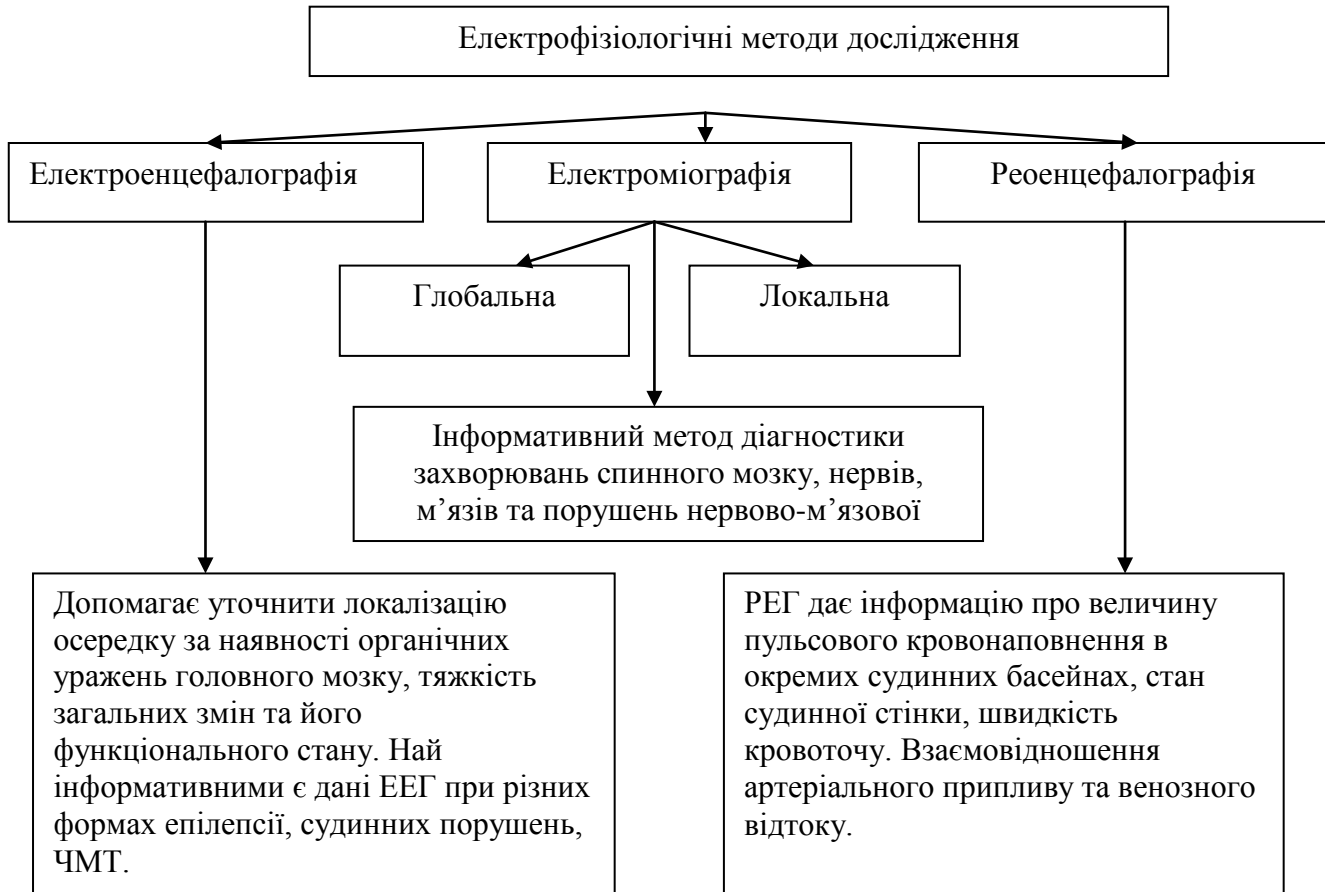 Електрофізіологічні методи дослідження
Електроенцефалографія
Електроміографія
Реоенцефалографія
Глобальна
Локальна
Інформативний метод діагностики
захворювань спинного мозку, нервів,
м’язів та порушень нервово-м’язової
Допомагає уточнити локалізацію
осередку за наявності органічних
уражень головного мозку, тяжкість
загальних змін та його
функціонального стану. Най
інформативними є дані ЕЕГ при різних
формах епілепсії, судинних порушень,
ЧМТ.
РЕГ дає інформацію про величину
пульсового кровонаповнення в
окремих судинних басейнах, стан
судинної стінки, швидкість
кровоточу. Взаємовідношення
артеріального припливу та венозного
відтоку.